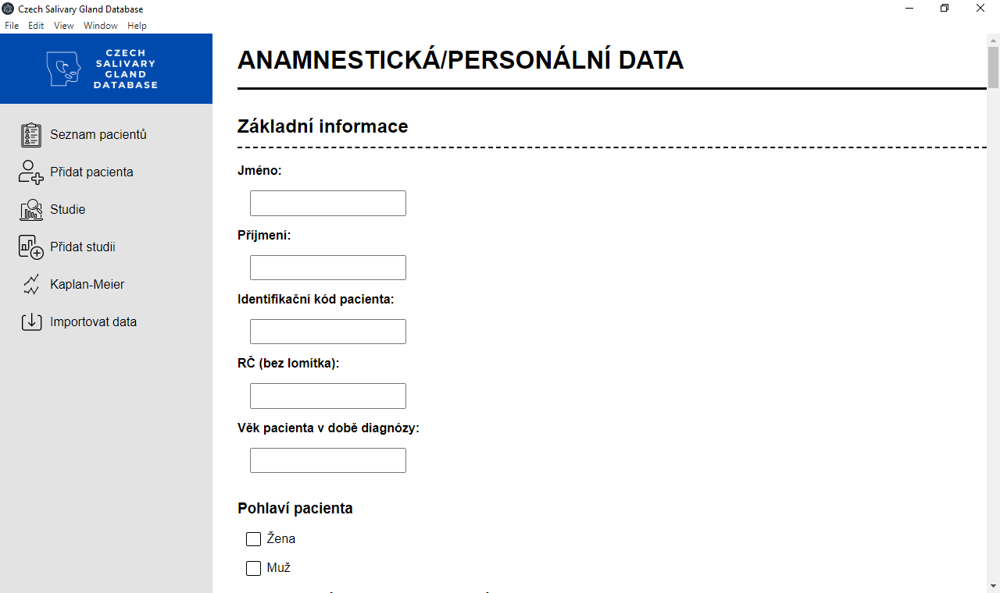 Czech Salivary Gland Database
File Edit View Window Help
CZECH
SALIVARY
GLAND
DATABASE
Seznam pacientů
Přidat pacienta
Studie
Přidat studii
Kaplan-Meier
Importovat data
ANAMNESTICKÁ/PERSONÁLNÍ DATA
Základní informace
Jméno:
Příjmení:
Identifikační kód pacienta:
RČ (bez lomítka):
Věk pacienta v době diagnózy:
Pohlaví pacienta
Žena
Muž